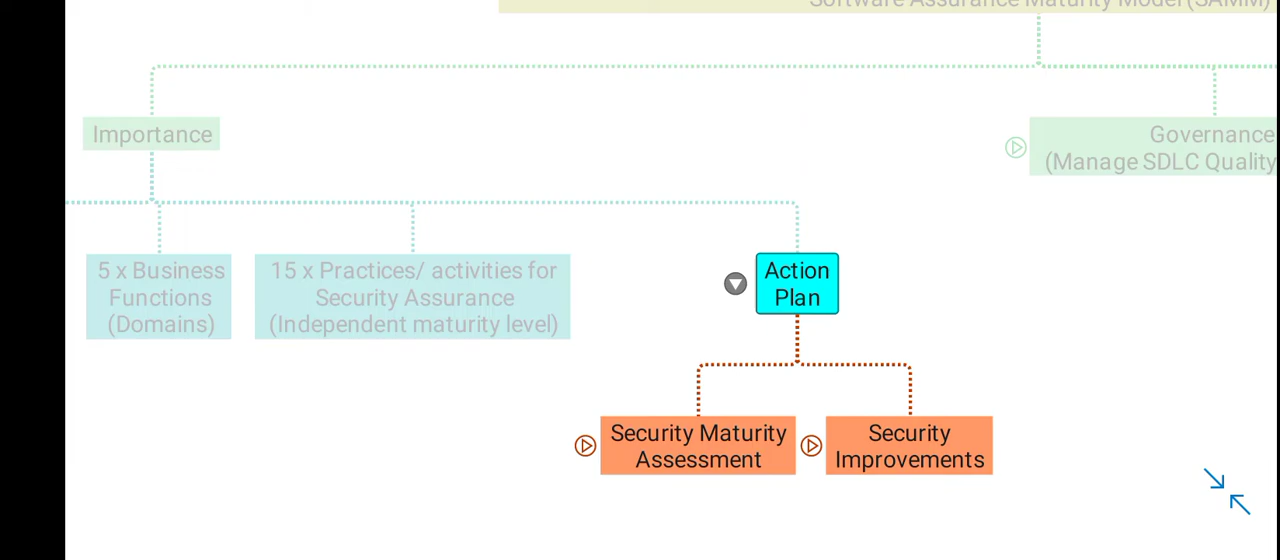 Software Assurance Maturity Model (SAMM)
Importance
Governance
(Manage SDLC Quality
5 x Business
Functions
(Domains)
15 x Practices/ activities for
Security Assurance
(Independent maturity level)
Action
Plan
Security Maturity
Assessment
Security
Improvements